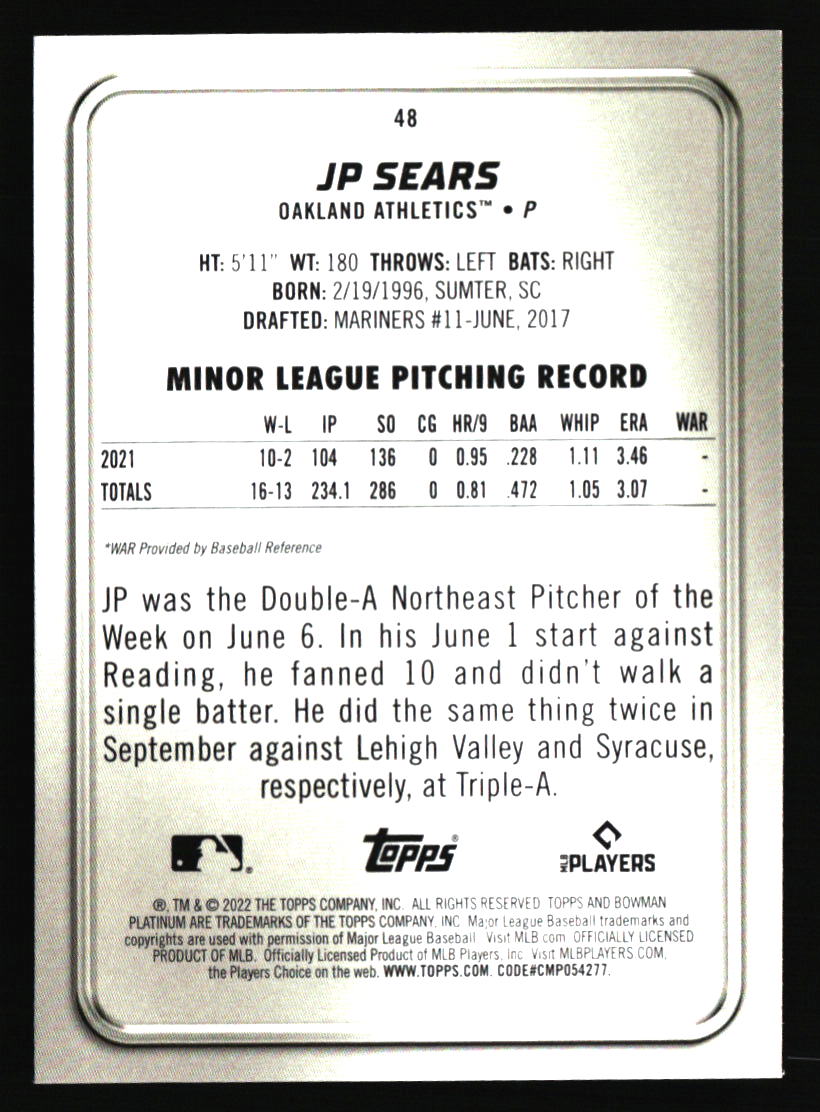 48
JP SEARS
OAKLAND ATHLETICS™ • P
HT: 5'11" WT: 180 THROWS: LEFT BATS: RIGHT
BORN: 2/19/1996, SUMTER, SC
DRAFTED: MARINERS #11-JUNE, 2017
MINOR LEAGUE PITCHING RECORD
W-L IP SO CG HR/9 BAA WHIP ERA WAR
2021 10-2 104 136 0 0.95 .228 1.11 3.46 -
TOTALS 16-13 234.1 286 0 0.81 .472 1.05 3.07 -
*WAR Provided by Baseball Reference
JP was the Double-A Northeast Pitcher of the
Week on June 6. In his June 1 start against
Reading, he fanned 10 and didn't walk a
single batter. He did the same thing twice in
September against Lehigh Valley and Syracuse,
respectively, at Triple-A.
® Topps® MLB PLAYERS
®, TM & © 2022 THE TOPPS COMPANY, INC. ALL RIGHTS RESERVED. TOPPS AND BOWMAN
PLATINUM ARE TRADEMARKS OF THE TOPPS COMPANY, INC. Major League Baseball trademarks and
copyrights are used with permission of Major League Baseball. Visit MLB.com. OFFICIALLY LICENSED
PRODUCT OF MLB. Officially Licensed Product of MLB Players, Inc. Visit MLBPLAYERS.COM,
the Players Choice on the web. WWW.TOPPS.COM. CODE#CMP054277.